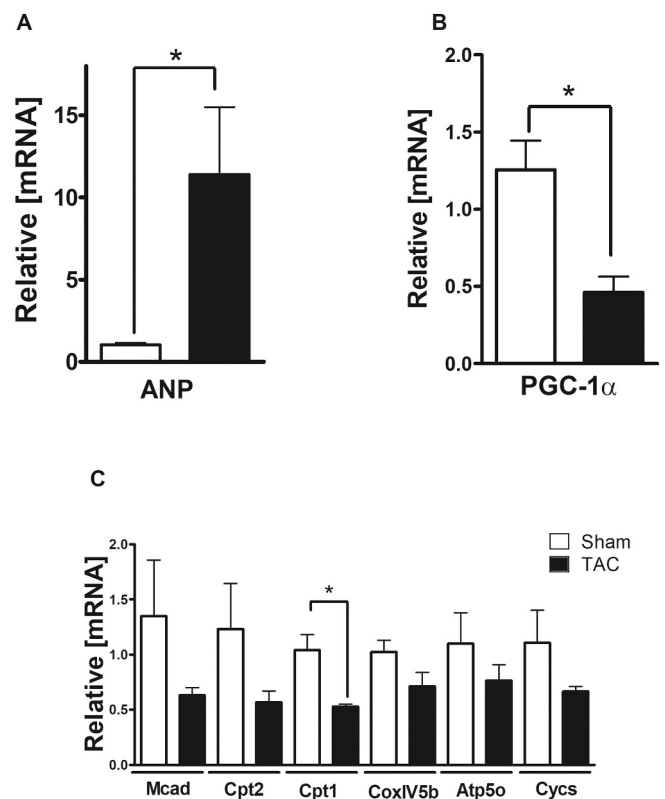 A
Relative [mRNA]
15
10
5
0
*
ANP
B
Relative [mRNA]
2.0
1.5
1.0
0.5
0.0
*
PGC-1α
C
Relative [mRNA]
2.0
1.5
1.0
0.5
0.0
*
Sham
TAC
Mcad Cpt2 Cpt1 CoxIV5b Atp5o Cycs